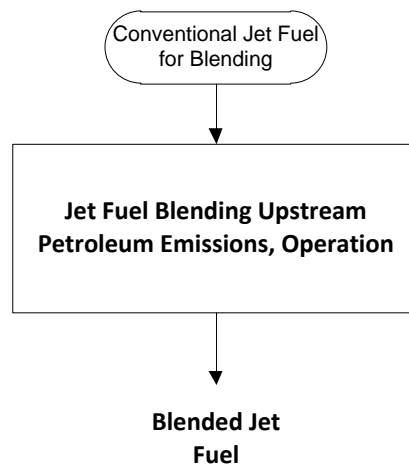 Conventional Jet Fuel
for Blending
Jet Fuel Blending Upstream
Petroleum Emissions, Operation
Blended Jet
Fuel